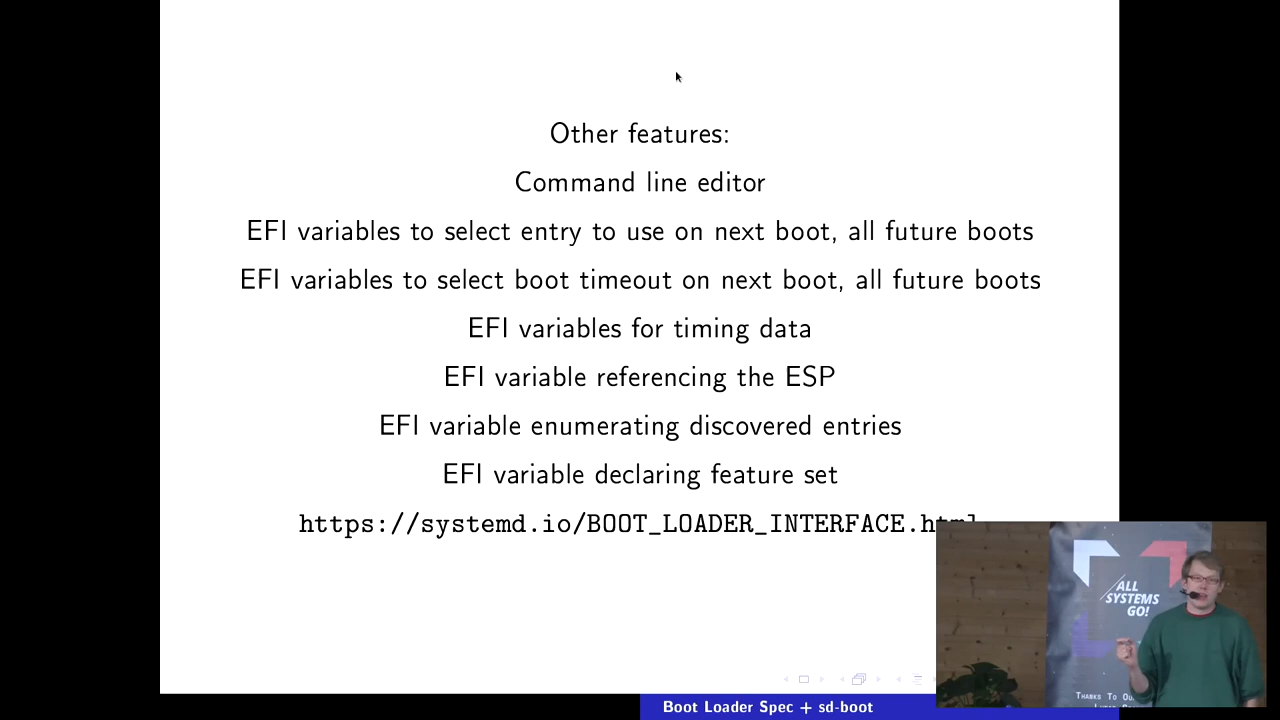 Other features:
Command line editor
EFI variables to select entry to use on next boot, all future boots
EFI variables to select boot timeout on next boot, all future boots
EFI variables for timing data
EFI variable referencing the ESP
EFI variable enumerating discovered entries
EFI variable declaring feature set
https://systemd.io/BOOT_LOADER_INTERFACE.html
ALL
SYSTEMS
GO!
THANKS TO
Boot Loader Spec + sd-boot